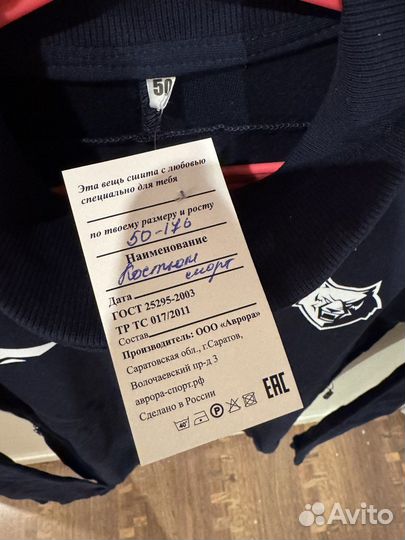 50
Эта вещь сшита с любовью
специально для тебя
по твоему размеру и росту
50-176
Наименование
Костюм
спорт
Дата
ГОСТ 25295-2003
ТР ТС 017/2011
Состав
Производитель: ООО «Аврора»
Саратовская обл., г.Саратов,
Волочаевский пр-д 3
аврора-спорт.рф
Сделано в России
EAC
40°
P
Avito